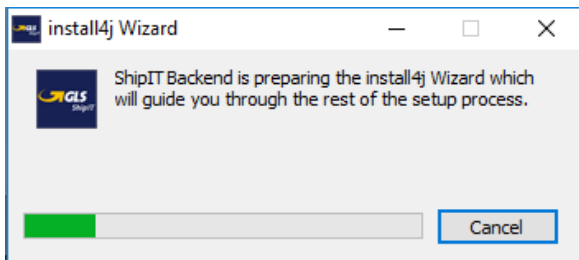 install4j Wizard
GLS
ShipIT
ShipIT Backend is preparing the install4j Wizard which
will guide you through the rest of the setup process.
Cancel